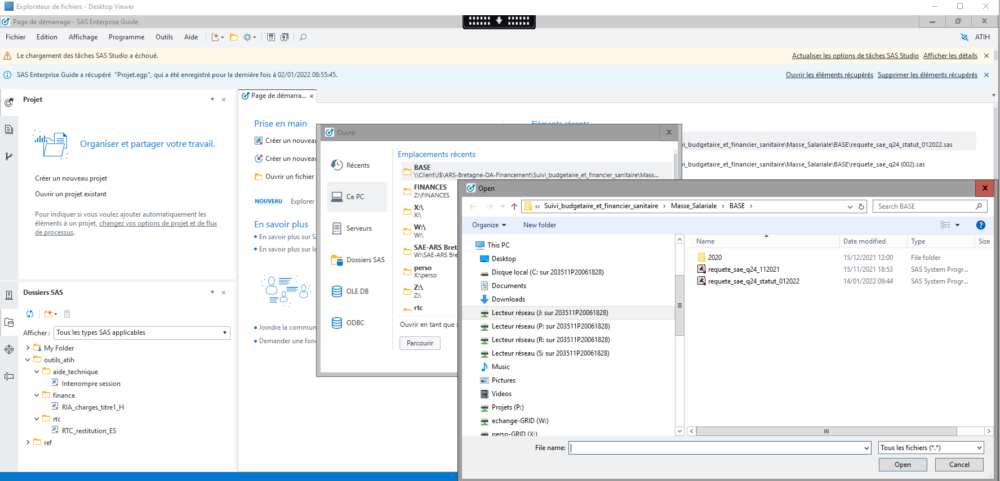 Explorateur de fichiers - Desktop Viewer
Page de démarrage - SAS Enterprise Guide
Fichier Edition Affichage Programme Outils Aide ATIH
Le chargement des tâches SAS Studio a échoué. Actualiser les options de tâches SAS Studio Afficher les détails
SAS Enterprise Guide a récupéré "Projet.egp", qui a été enregistré pour la dernière fois à 02/01/2022 08:55:45. Ouvrir les éléments récupérés Supprimer les éléments récupérés
Projet
Organiser et partager votre travail.
Créer un nouveau projet
Ouvrir un projet existant
Pour indiquer si vous voulez ajouter automatiquement les
éléments à un projet, changez vos options de projet et de flux
de processus.
Dossiers SAS
Afficher : Tous les types SAS applicables
My Folder
outils_atih
aide_technique
Interrompre session
finance
RIA_charges_titre1_H
rtc
RTC_restitution_ES
ref
Page de démarra...
Prise en main
Créer un nouveau
Créer un nouveau
Ouvrir un fichier
NOUVEAU Explorer
En savoir plus
En savoir plus sur S
En savoir plus sur la
Joindre la commun
Demander une fon
Eléments récents
vi_budgetaire_et_financier_sanitaire\Masse_Salariale\BASE\requete_sae_q24_statut_012022.sas
vi_budgetaire_et_financier_sanitaire\Masse_Salariale\BASE\requete_sae_q24 (002).sas
Ouvrir
Récents
Ce PC
Serveurs
Dossiers SAS
OLE DB
ODBC
Emplacements récents
BASE
\\Client\J$\ARS-Bretagne-DA-Financement\Suivi_budgetaire_et_financier_sanitaire\Mass...
FINANCES
Z:\FINANCES
X:\
X:\
W:\
W:\
SAE-ARS Bret
W:\SAE-ARS Bre
perso
X:\perso
Z:\
Z:\
rtc
Ouvrir en tant que :
Parcourir
Open
« Suivi_budgetaire_et_financier_sanitaire > Masse_Salariale > BASE > Search BASE
Organize New folder
This PC
Desktop
Disque local (C: sur 203511P20061828)
Documents
Downloads
Lecteur réseau (J: sur 203511P20061828)
Lecteur réseau (P: sur 203511P20061828)
Lecteur réseau (R: sur 203511P20061828)
Lecteur réseau (S: sur 203511P20061828)
Music
Pictures
Videos
Projets (P:)
echange-GRID (W:)
perso-GRID (X:)
Name Date modified Type Size
2020 15/12/2021 12:00 File folder
requete_sae_q24_112021 15/11/2021 18:53 SAS System Progr...
requete_sae_q24_statut_012022 14/01/2022 09:44 SAS System Progr...
File name: Tous les fichiers (*.*)
Open Cancel